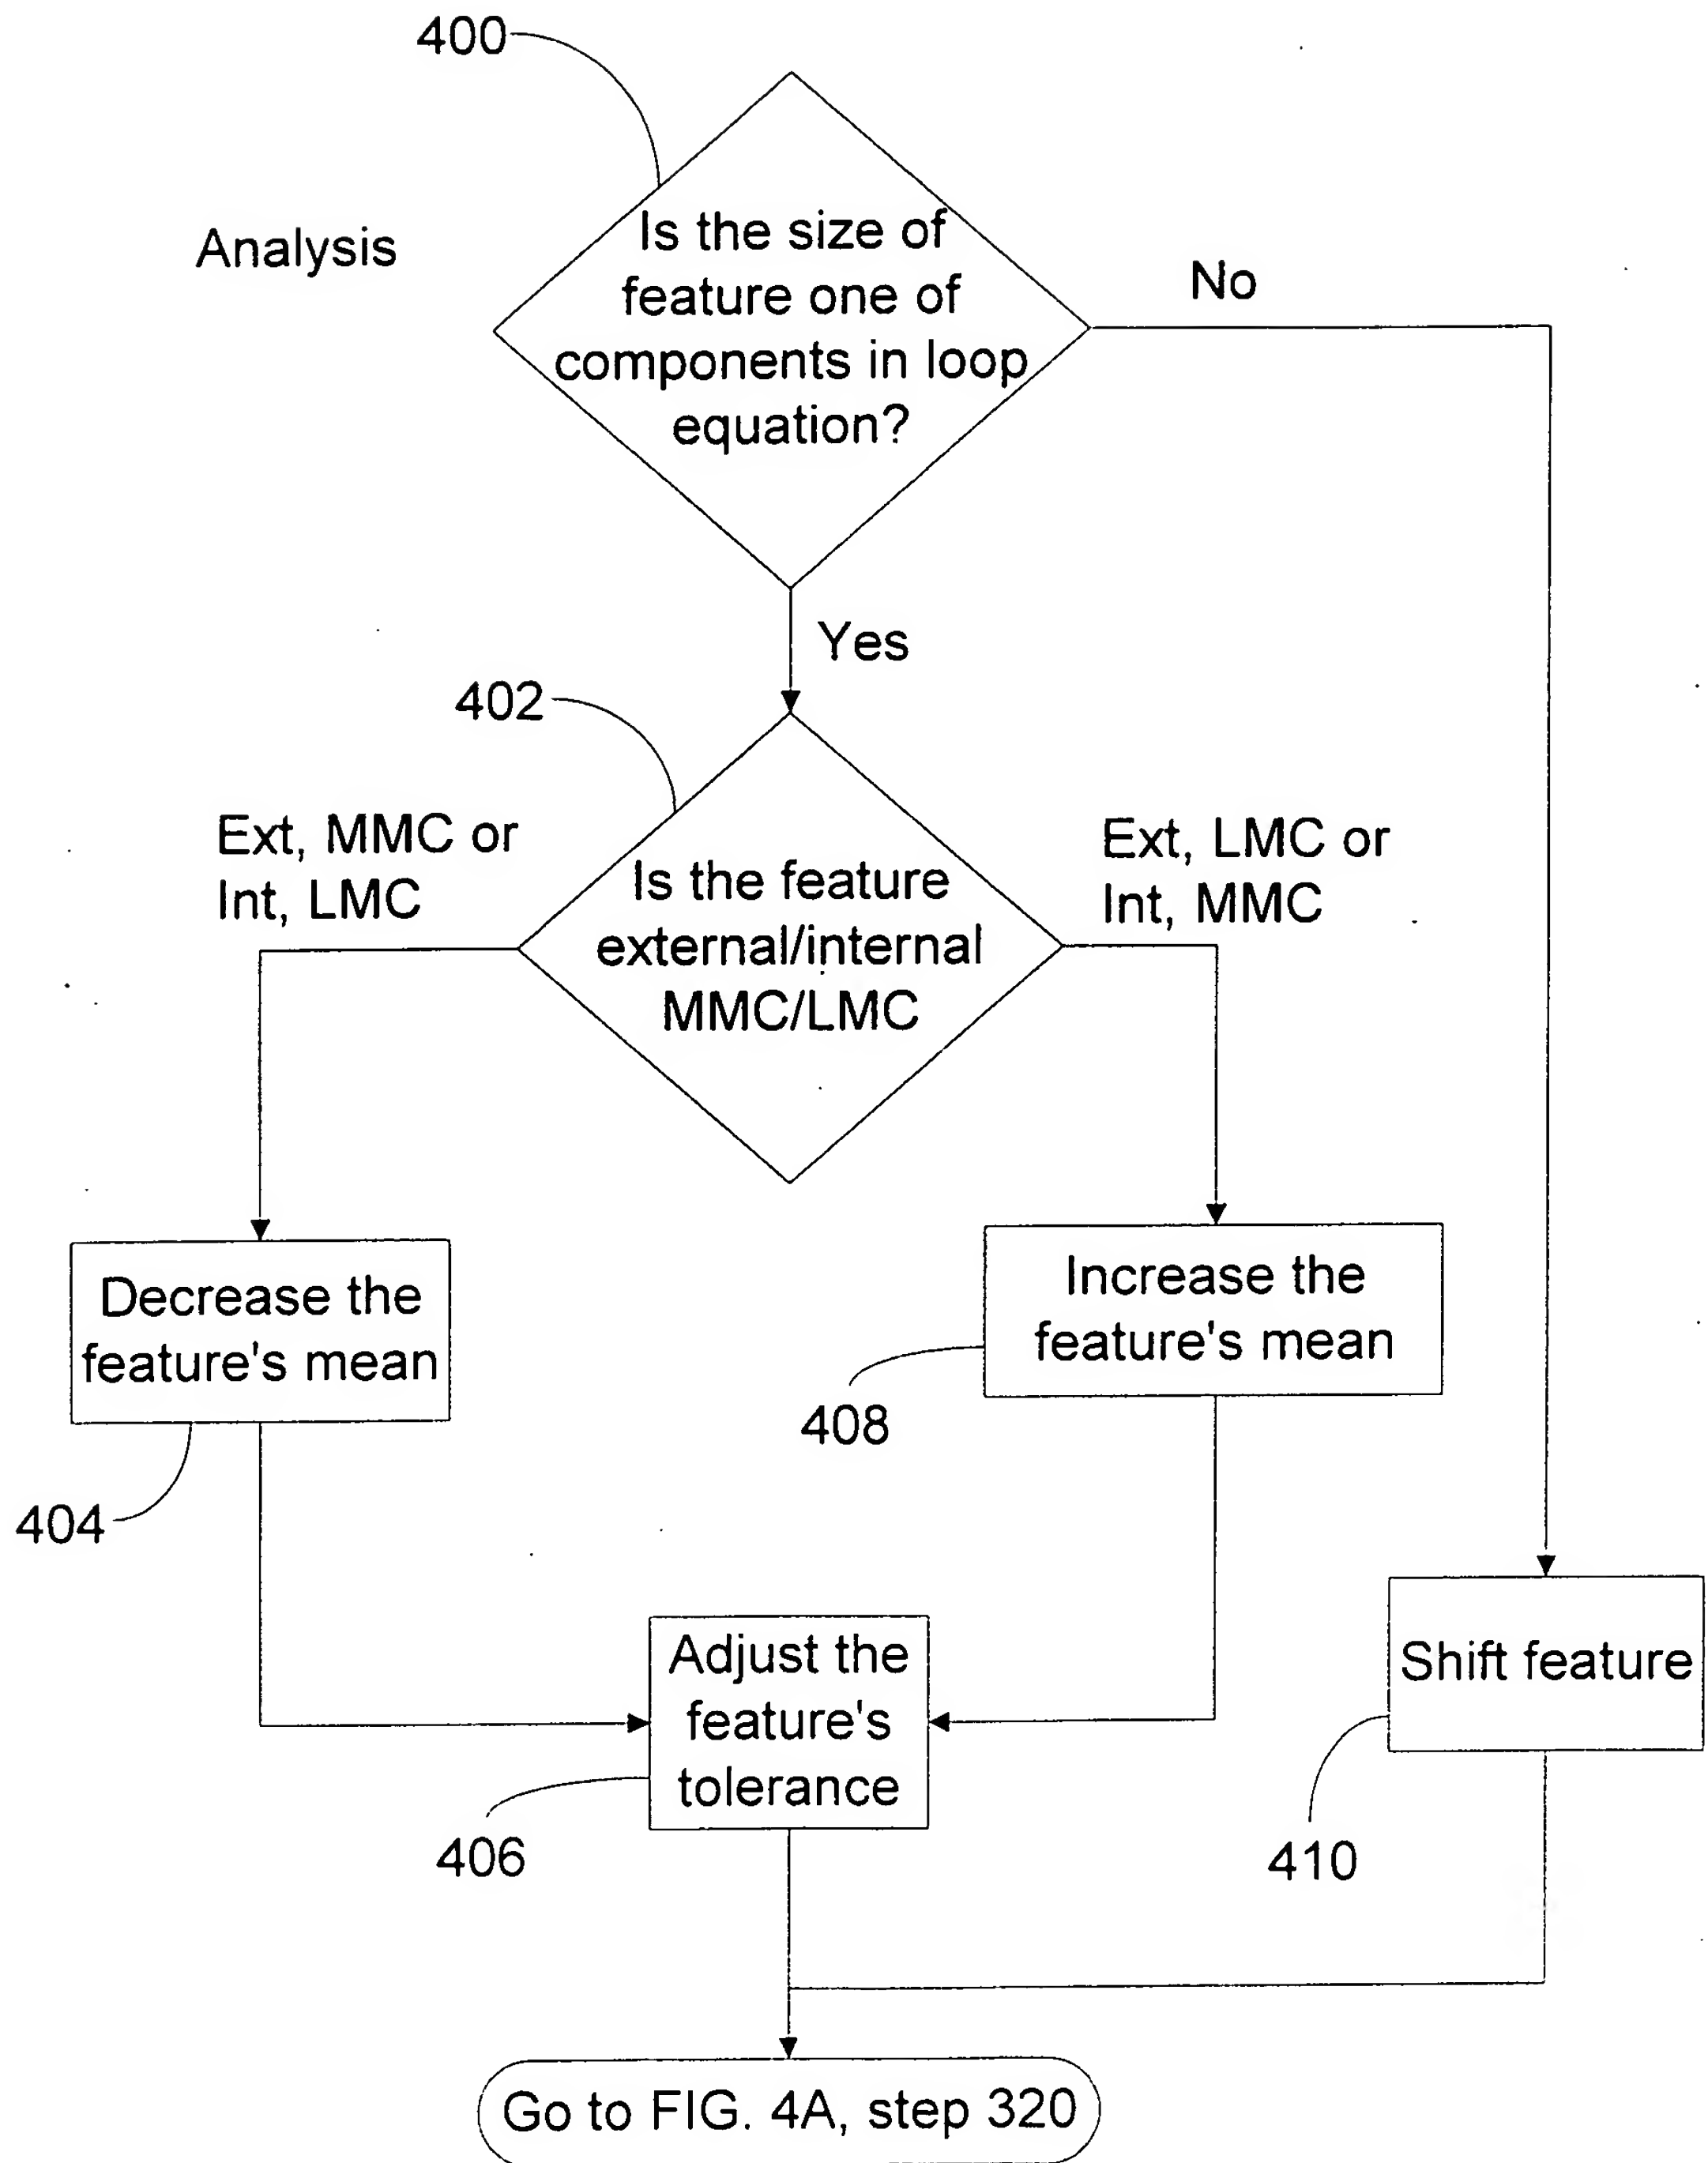 400
Analysis
Is the size of
feature one of
components in loop
equation?
No
Yes
402
Ext, MMC or
Int, LMC
Is the feature
external/internal
MMC/LMC
Ext, LMC or
Int, MMC
Decrease the
feature's mean
404
Increase the
feature's mean
408
Adjust the
feature's
tolerance
406
Shift feature
410
Go to FIG. 4A, step 320